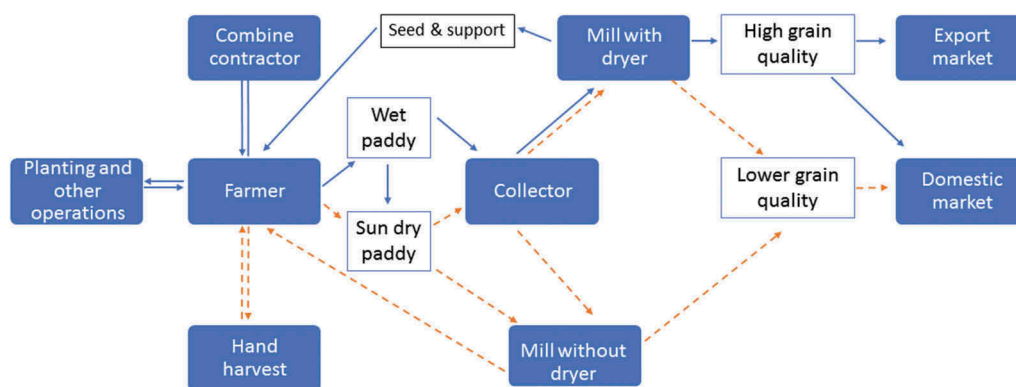 Combine
contractor
Seed & support
Mill with
dryer
High grain
quality
Export
market
Wet
paddy
Planting and
other
operations
Farmer
Collector
Lower grain
quality
Domestic
market
Sun dry
paddy
Hand
harvest
Mill without
dryer